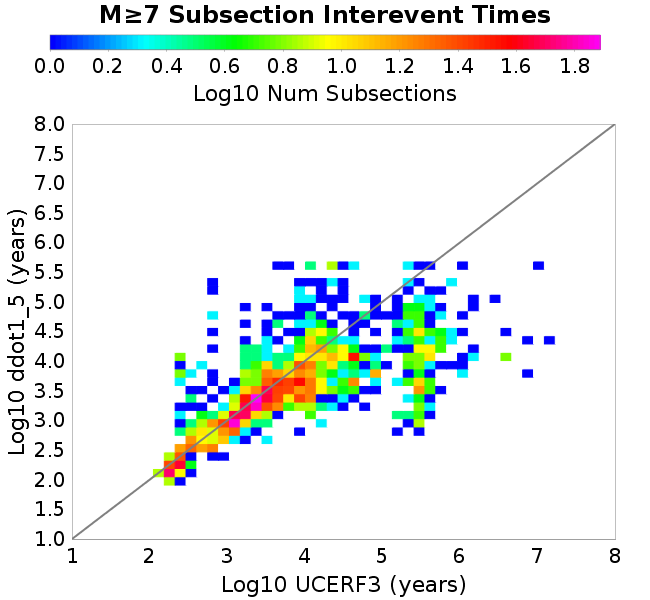 M≥7 Subsection Interevent Times
0.0 0.2 0.4 0.6 0.8 1.0 1.2 1.4 1.6 1.8
Log10 Num Subsections
8.0
7.5
7.0
6.5
6.0
5.5
5.0
4.5
4.0
3.5
3.0
2.5
2.0
1.5
1.0
Log10 ddot1_5 (years)
1 2 3 4 5 6 7 8
Log10 UCERF3 (years)